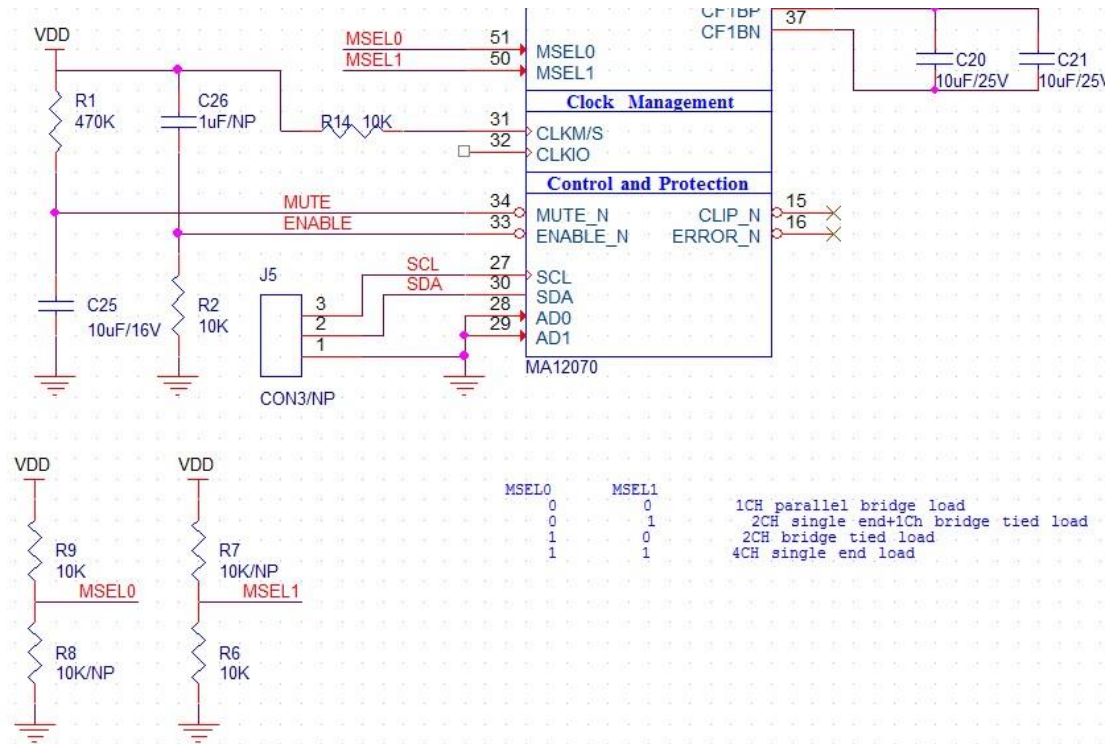 CF1BP
37
CF1BN
VDD
MSEL0
51
MSEL0
MSEL1
50
MSEL1
C20
10uF/25V
C21
10uF/25V
R1
470K
C26
1uF/NP
Clock Management
R14 10K
31
CLKM/S
32
CLKIO
Control and Protection
MUTE
34
MUTE_N
CLIP_N
15
ENABLE
33
ENABLE_N
ERROR_N
16
SCL
27
SCL
SDA
30
SDA
28
AD0
29
AD1
J5
3
2
1
C25
10uF/16V
R2
10K
CON3/NP
MA12070
VDD
VDD
R9
10K
R7
10K/NP
MSEL0
MSEL1
R8
10K/NP
R6
10K
MSEL0 MSEL1
0 0 1CH parallel bridge load
0 1 2CH single end+1Ch bridge tied load
1 0 2CH bridge tied load
1 1 4CH single end load